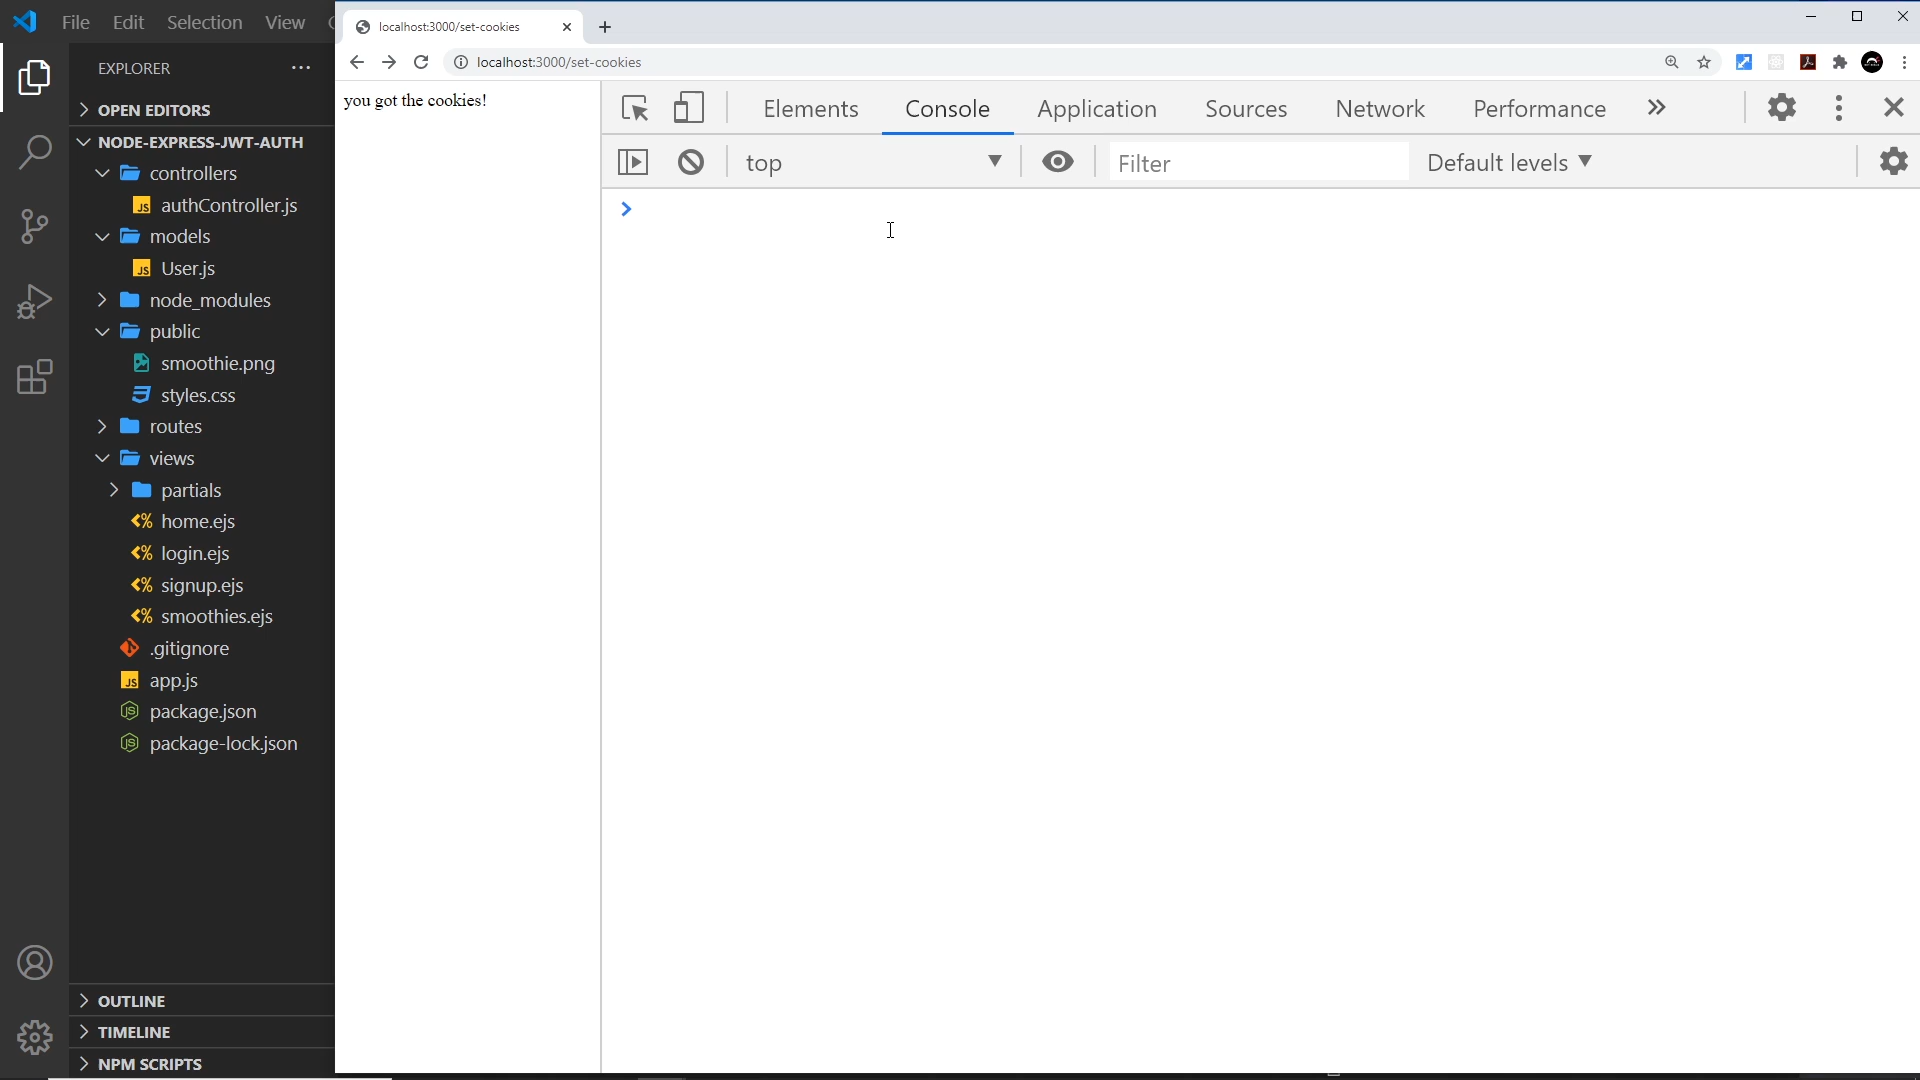 File Edit Selection View
localhost:3000/set-cookies
localhost:3000/set-cookies
EXPLORER
OPEN EDITORS
NODE-EXPRESS-JWT-AUTH
controllers
authController.js
models
User.js
node_modules
public
smoothie.png
styles.css
routes
views
partials
home.ejs
login.ejs
signup.ejs
smoothies.ejs
.gitignore
app.js
package.json
package-lock.json
OUTLINE
TIMELINE
NPM SCRIPTS
you got the cookies!
Elements Console Application Sources Network Performance
top Filter Default levels